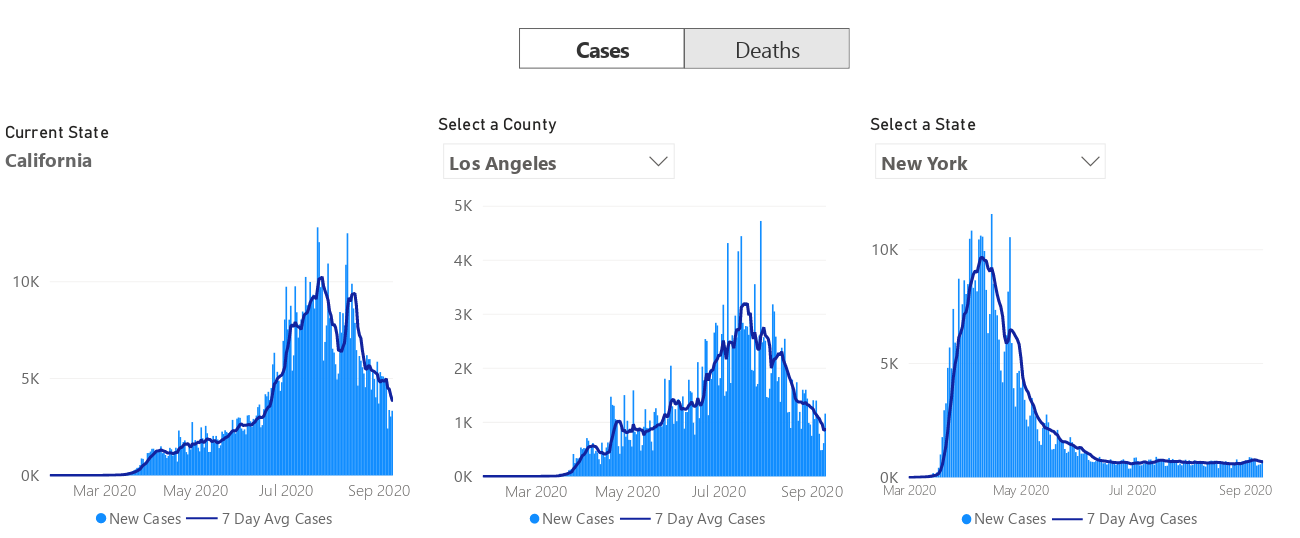 Cases Deaths
Current State
California
Select a County
Los Angeles
Select a State
New York
10K
5K
0K
Mar 2020 May 2020 Jul 2020 Sep 2020
New Cases 7 Day Avg Cases
5K
4K
3K
2K
1K
0K
Mar 2020 May 2020 Jul 2020 Sep 2020
New Cases 7 Day Avg Cases
10K
5K
0K
Mar 2020 May 2020 Jul 2020 Sep 2020
New Cases 7 Day Avg Cases